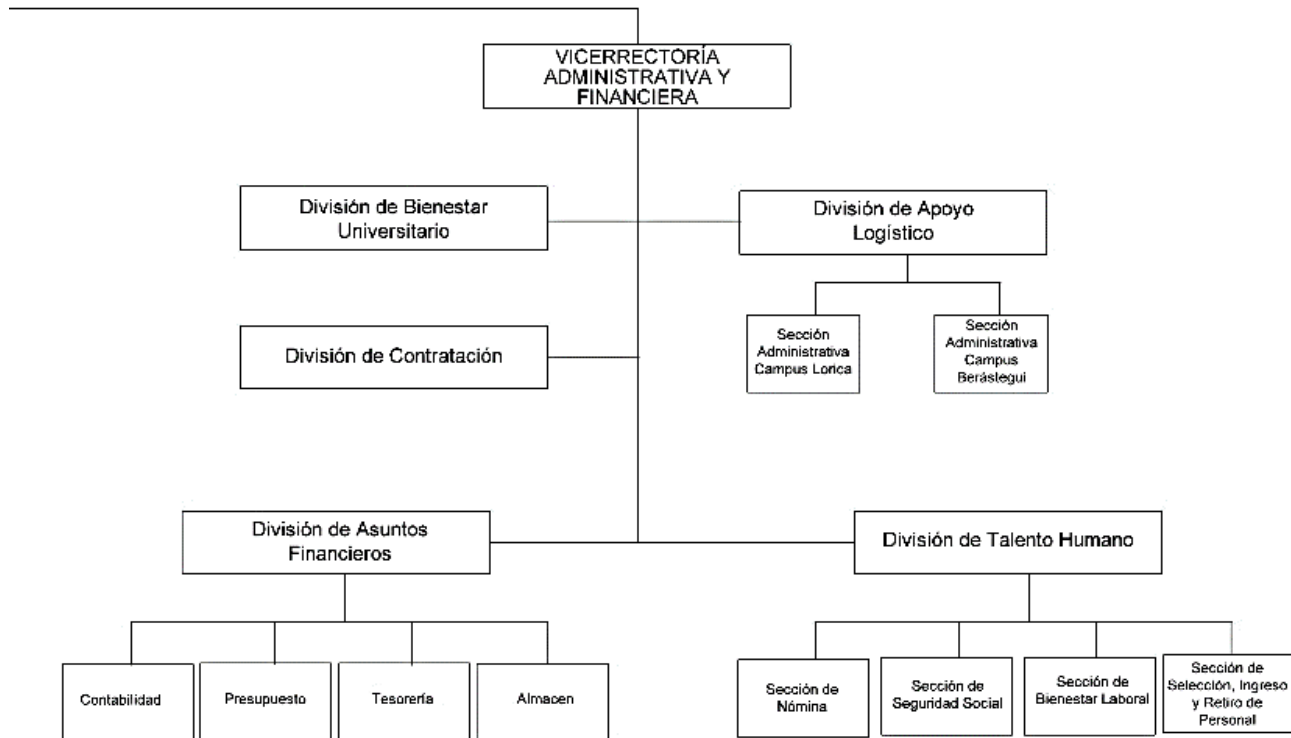 VICERRECTORÍA
ADMINISTRATIVA Y
FINANCIERA
División de Bienestar
Universitario
División de Apoyo
Logístico
División de Contratación
Sección
Administrativa
Campus Lorica
Sección
Administrativa
Campus
Berástegui
División de Asuntos
Financieros
División de Talento Humano
Contabilidad
Presupuesto
Tesorería
Almacen
Sección de
Nómina
Sección de
Seguridad Social
Sección de
Bienestar Laboral
Sección de
Selección, Ingreso
y Retiro de
Personal